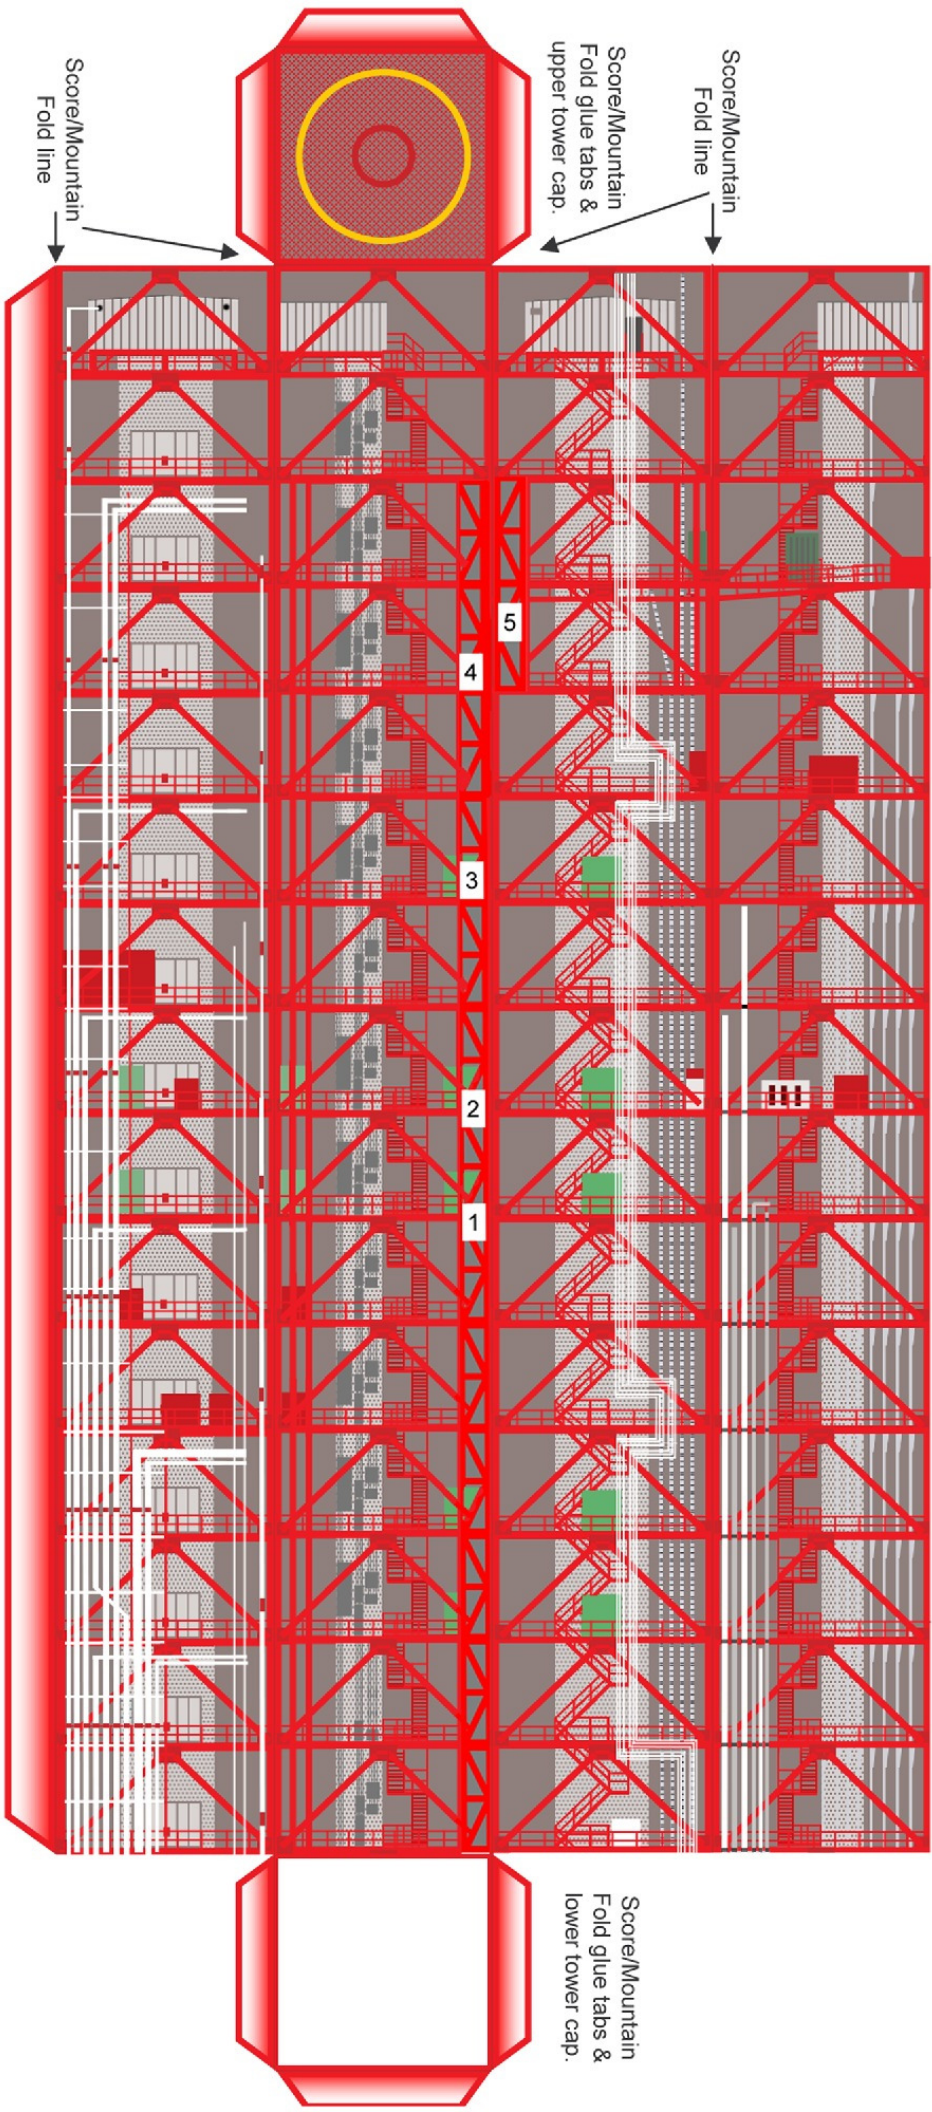 Score/Mountain
Fold line
Score/Mountain
Fold glue tabs &
upper tower cap.
Score/Mountain
Fold line
5
4
3
2
1
Score/Mountain
Fold glue tabs &
lower tower cap.